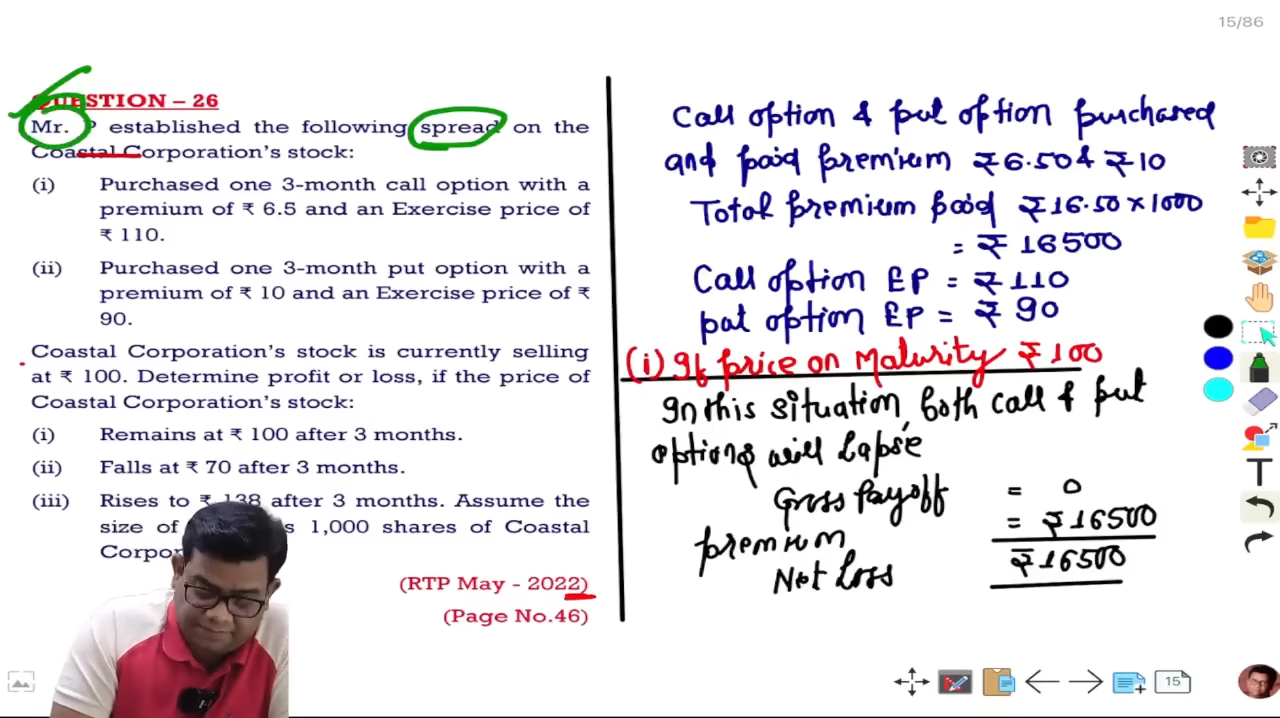 15/86
QUESTION – 26
Mr. P established the following spread on the
Coastal Corporation's stock:
(i) Purchased one 3-month call option with a
premium of ₹ 6.5 and an Exercise price of
₹ 110.
(ii) Purchased one 3-month put option with a
premium of ₹ 10 and an Exercise price of ₹
90.
Coastal Corporation's stock is currently selling
at ₹ 100. Determine profit or loss, if the price of
Coastal Corporation's stock:
(i) Remains at ₹ 100 after 3 months.
(ii) Falls at ₹ 70 after 3 months.
(iii) Rises to ₹ 138 after 3 months. Assume the
size of 1,000 shares of Coastal
(RTP May - 2022)
(Page No.46)
Call option & put option purchased
and paid premium ₹6.50 & ₹10
Total premium paid ₹16.50 × 1000
= ₹16500
Call option EP = ₹110
put option EP = ₹90
(i) If price on Maturity ₹100
In this situation, both call & put
options will lapse
Gross Payoff = 0
premium = ₹16500
Net Loss ₹16500
T
15